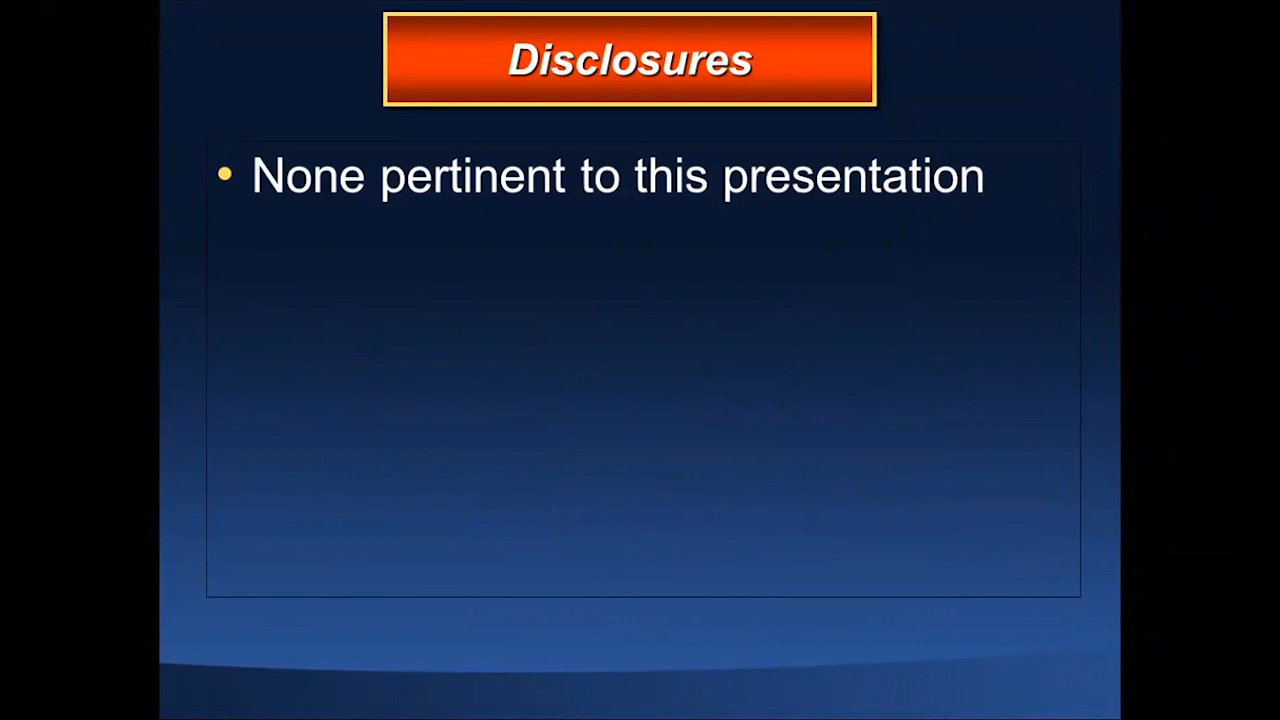 Disclosures
• None pertinent to this presentation